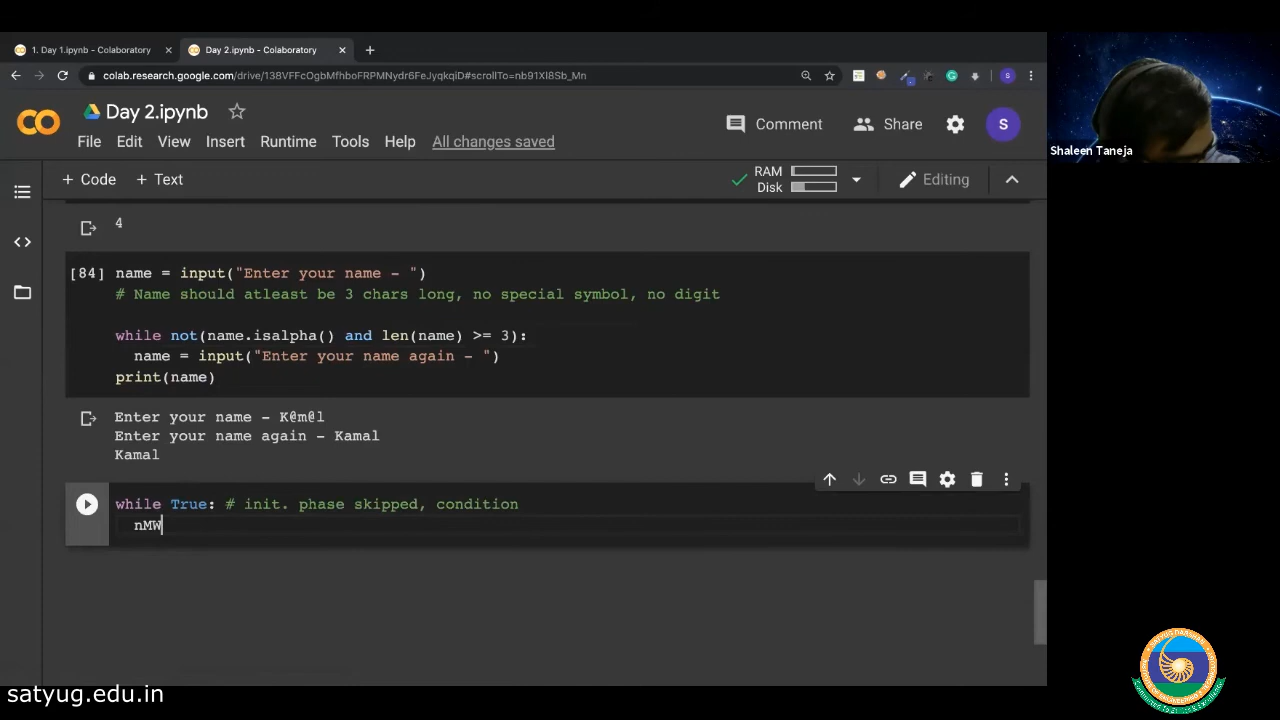 1. Day 1.ipynb - Colaboratory
Day 2.ipynb - Colaboratory
colab.research.google.com/drive/138VFFcOgbMfhboFRPMNydr6FeJyqkqiD#scrollTo=nb91XI8Sb_Mn
CO Day 2.ipynb
Comment Share S
File Edit View Insert Runtime Tools Help All changes saved
+ Code + Text
RAM
Disk
Editing
Shaleen Taneja
4
[84] name = input("Enter your name - ")
# Name should atleast be 3 chars long, no special symbol, no digit
while not(name.isalpha() and len(name) >= 3):
name = input("Enter your name again - ")
print(name)
Enter your name - K@m@l
Enter your name again - Kamal
Kamal
while True: # init. phase skipped, condition
nMW
satyug.edu.in